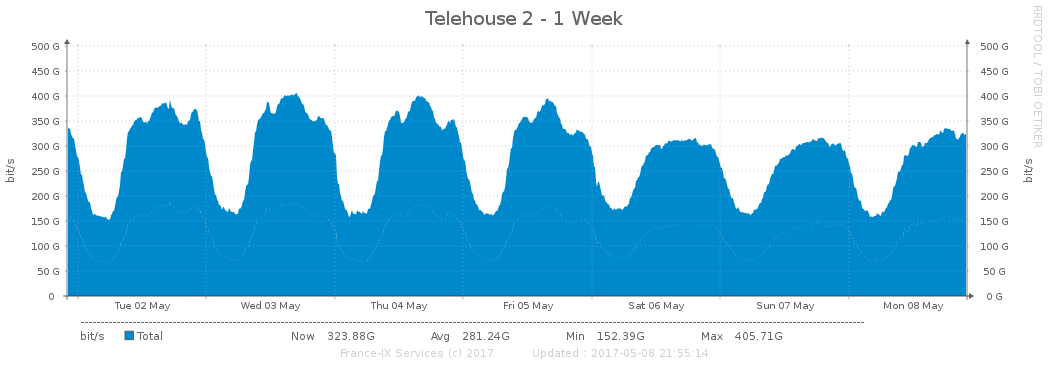 Telehouse 2 - 1 Week
RRDTOOL / TOBI OETIKER
500 G 500 G
450 G 450 G
400 G 400 G
350 G 350 G
300 G 300 G
250 G 250 G
200 G 200 G
150 G 150 G
100 G 100 G
50 G 50 G
0 0 G
bit/s bit/s
Tue 02 May Wed 03 May Thu 04 May Fri 05 May Sat 06 May Sun 07 May Mon 08 May
bit/s Total Now 323.88G Avg 281.24G Min 152.39G Max 405.71G
France-IX Services (c) 2017 Updated : 2017-05-08 21:55:14